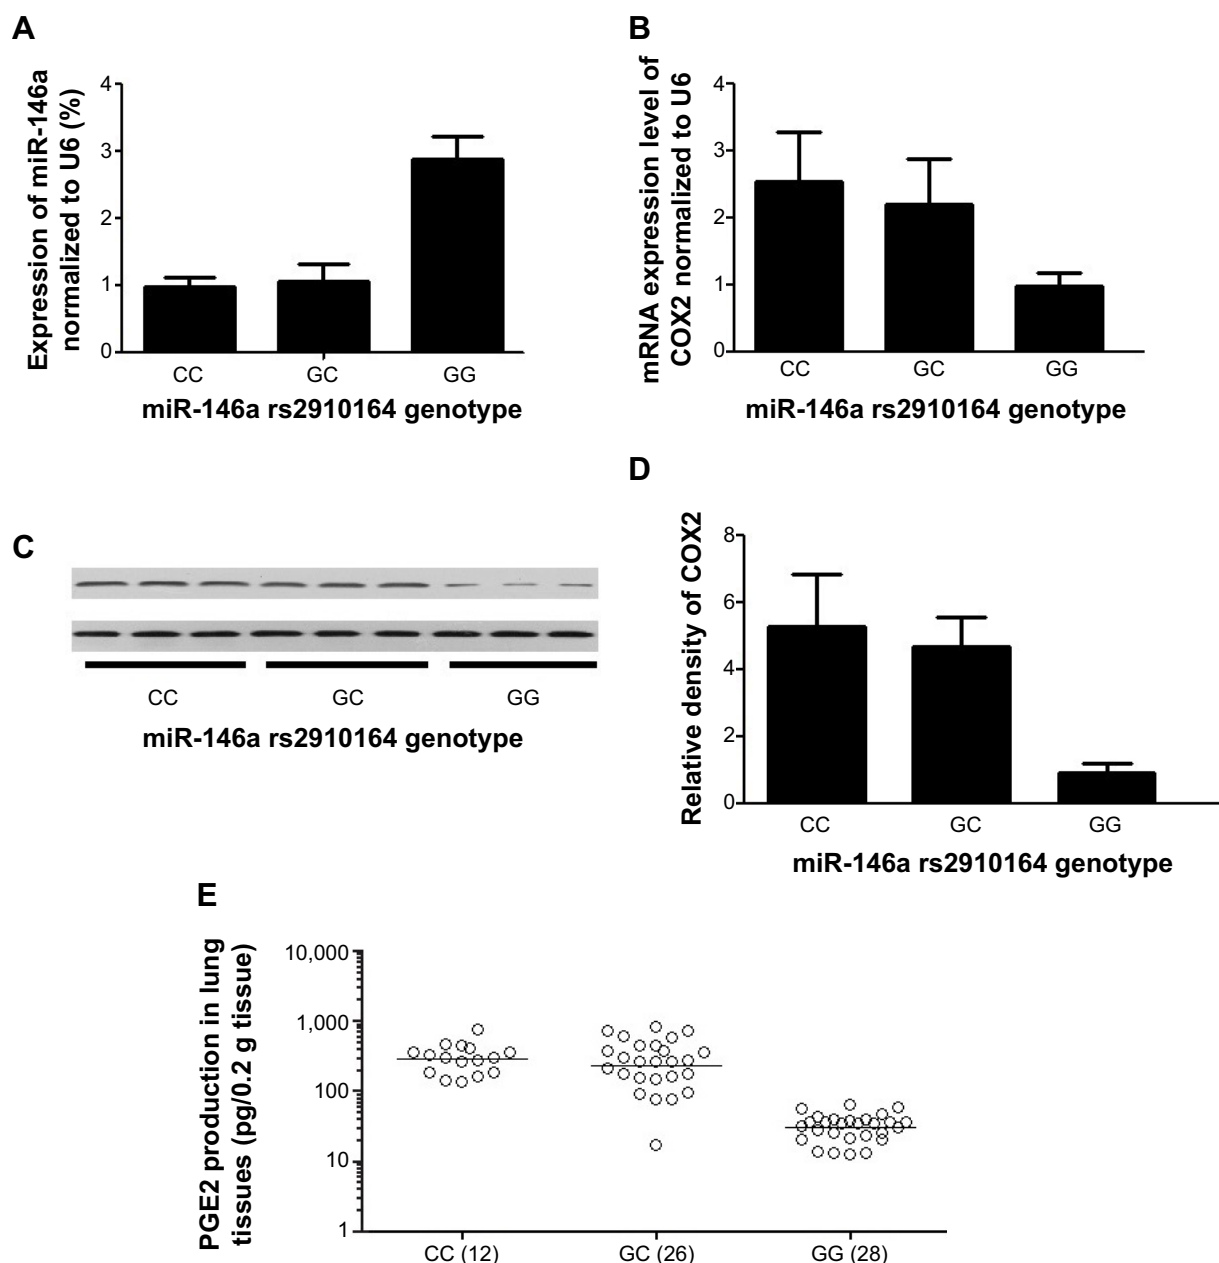 A
Expression of miR-146a
normalized to U6 (%)
4
3
2
1
0
CC GC GG
miR-146a rs2910164 genotype
B
mRNA expression level of
COX2 normalized to U6
4
3
2
1
0
CC GC GG
miR-146a rs2910164 genotype
C
CC GC GG
miR-146a rs2910164 genotype
D
Relative density of COX2
8
6
4
2
0
CC GC GG
miR-146a rs2910164 genotype
E
PGE2 production in lung
tissues (pg/0.2 g tissue)
10,000
1,000
100
10
1
CC (12) GC (26) GG (28)